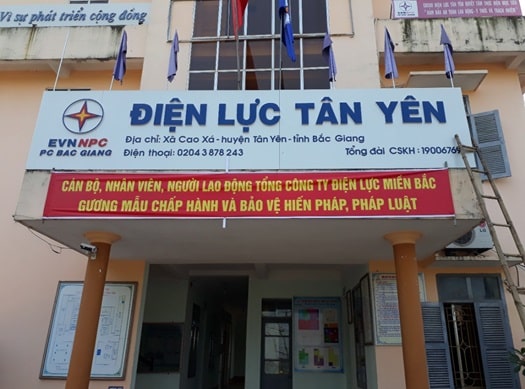 Vì sự phát triển cộng đồng
EVNNPC
PC BAC GIANG
ĐIỆN LỰC TÂN YÊN
Địa chỉ: Xã Cao Xá - huyện Tân Yên - tỉnh Bắc Giang
Điện thoại: 0204 3 878 243
Tổng đài CSKH: 19006769
CÁN BỘ, NHÂN VIÊN, NGƯỜI LAO ĐỘNG TỔNG CÔNG TY ĐIỆN LỰC MIỀN BẮC
GƯƠNG MẪU CHẤP HÀNH VÀ BẢO VỆ HIẾN PHÁP, PHÁP LUẬT
LG